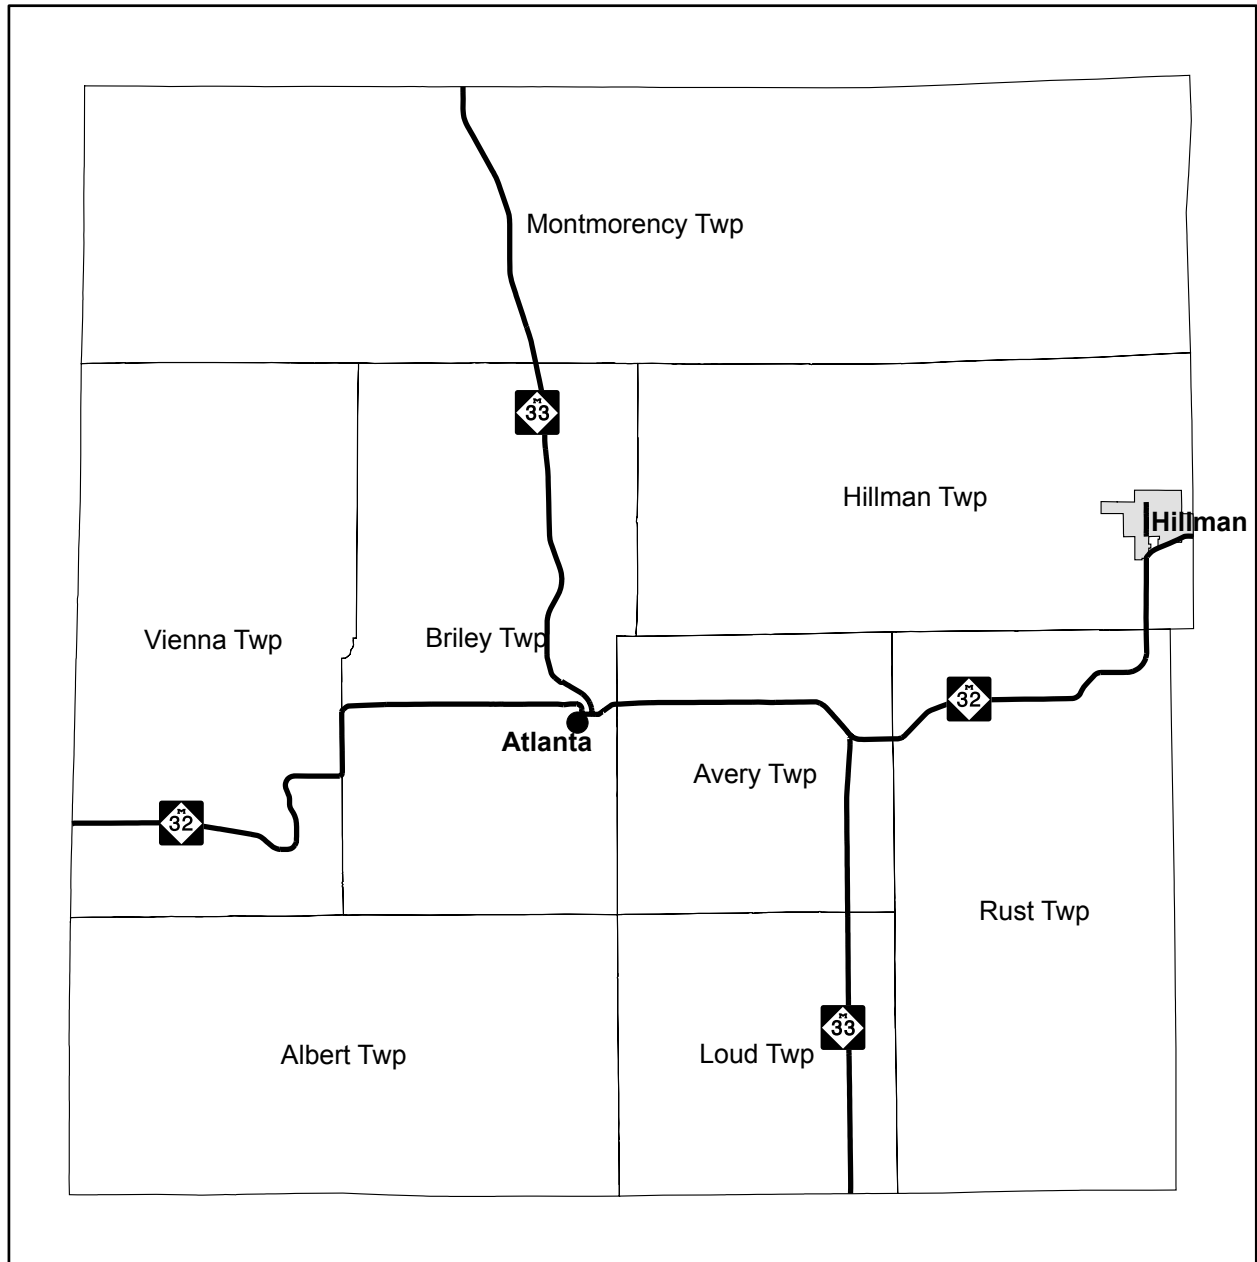 Montmorency Twp
M
33
Hillman Twp
Hillman
Vienna Twp
Briley Twp
M
32
Atlanta
Avery Twp
M
32
Rust Twp
M
33
Albert Twp
Loud Twp